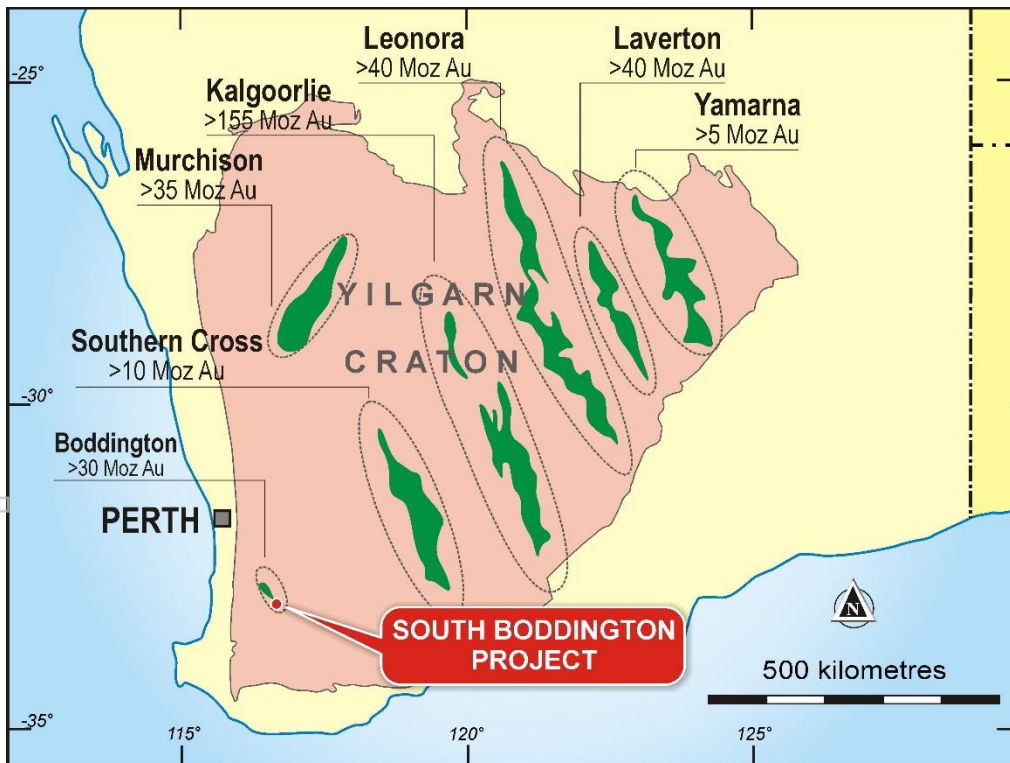 Leonora
>40 Moz Au
Laverton
>40 Moz Au
Kalgoorlie
>155 Moz Au
Yamarna
>5 Moz Au
Murchison
>35 Moz Au
YILGARN
CRATON
Southern Cross
>10 Moz Au
Boddington
>30 Moz Au
PERTH
SOUTH BODDINGTON
PROJECT
N
500 kilometres
-25°
-30°
-35°
115°
120°
125°